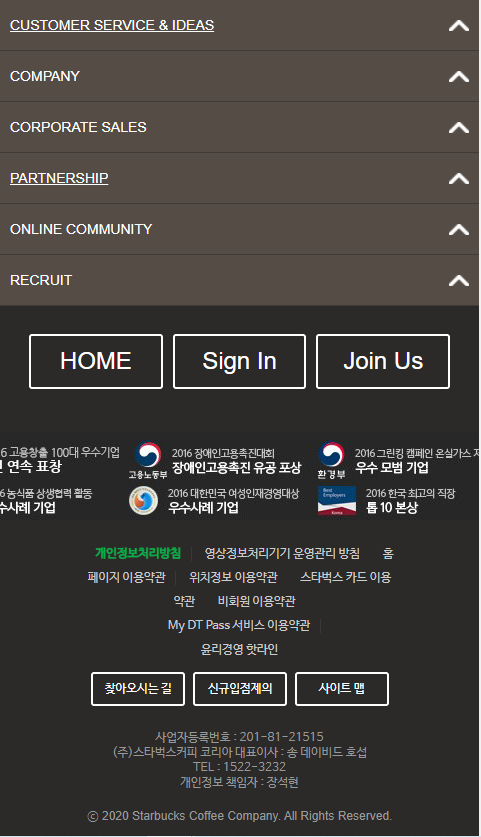 CUSTOMER SERVICE & IDEAS
COMPANY
CORPORATE SALES
PARTNERSHIP
ONLINE COMMUNITY
RECRUIT
HOME
Sign In
Join Us
6 고용창출 100대 우수기업
연속 표창
고용노동부
2016 장애인고용촉진대회
장애인고용촉진 유공 포상
환경부
2016 그린킹 캠페인 온실가스
우수 모범 기업
6 농식품 상생협력 활동
수사례 기업
2016 대한민국 여성인재경영대상
우수사례 기업
Best
Employers
Korea
2016 한국 최고의 직장
톱 10 본상
개인정보처리방침
영상정보처리기기 운영관리 방침
홈
페이지 이용약관
위치정보 이용약관
스타벅스 카드 이용
약관
비회원 이용약관
My DT Pass 서비스 이용약관
윤리경영 핫라인
찾아오시는 길
신규입점제의
사이트 맵
사업자등록번호 : 201-81-21515
(주)스타벅스커피 코리아 대표이사 : 송 데이비드 호섭
TEL : 1522-3232
개인정보 책임자 : 장석현
ⓒ 2020 Starbucks Coffee Company. All Rights Reserved.